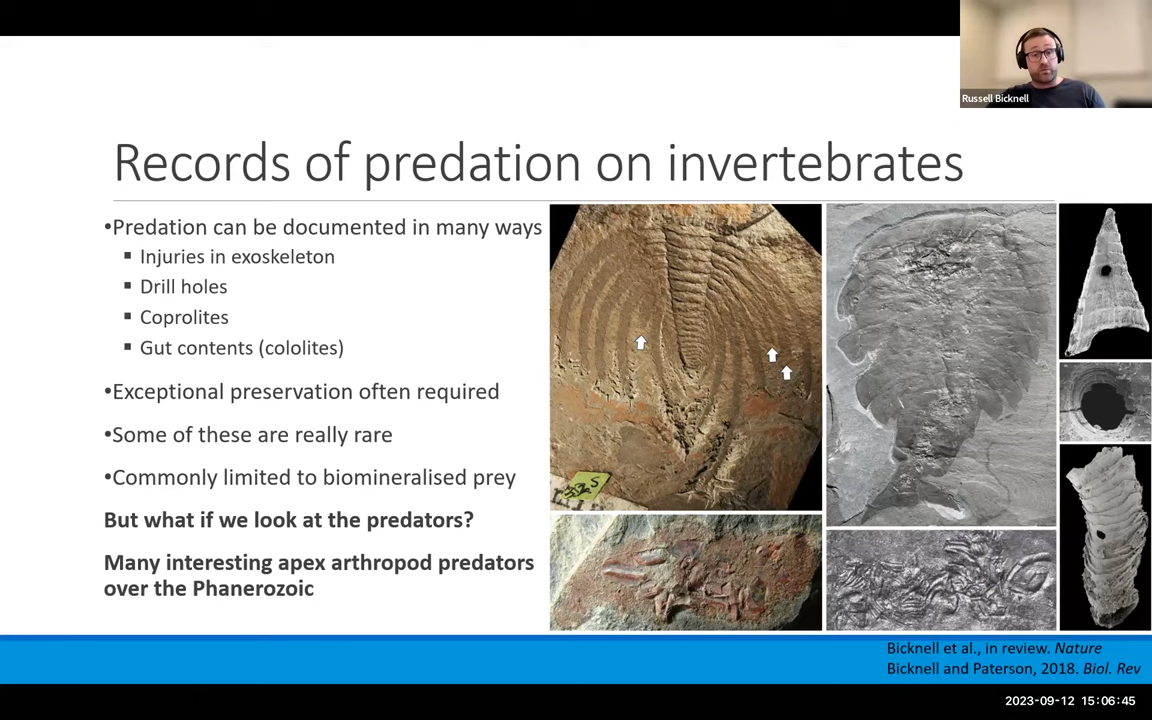 Russell Bicknell
Records of predation on invertebrates
•Predation can be documented in many ways
▪ Injuries in exoskeleton
▪ Drill holes
▪ Coprolites
▪ Gut contents (cololites)
•Exceptional preservation often required
•Some of these are really rare
•Commonly limited to biomineralised prey
But what if we look at the predators?
Many interesting apex arthropod predators
over the Phanerozoic
Bicknell et al., in review. Nature
Bicknell and Paterson, 2018. Biol. Rev
2023-09-12 15:06:45